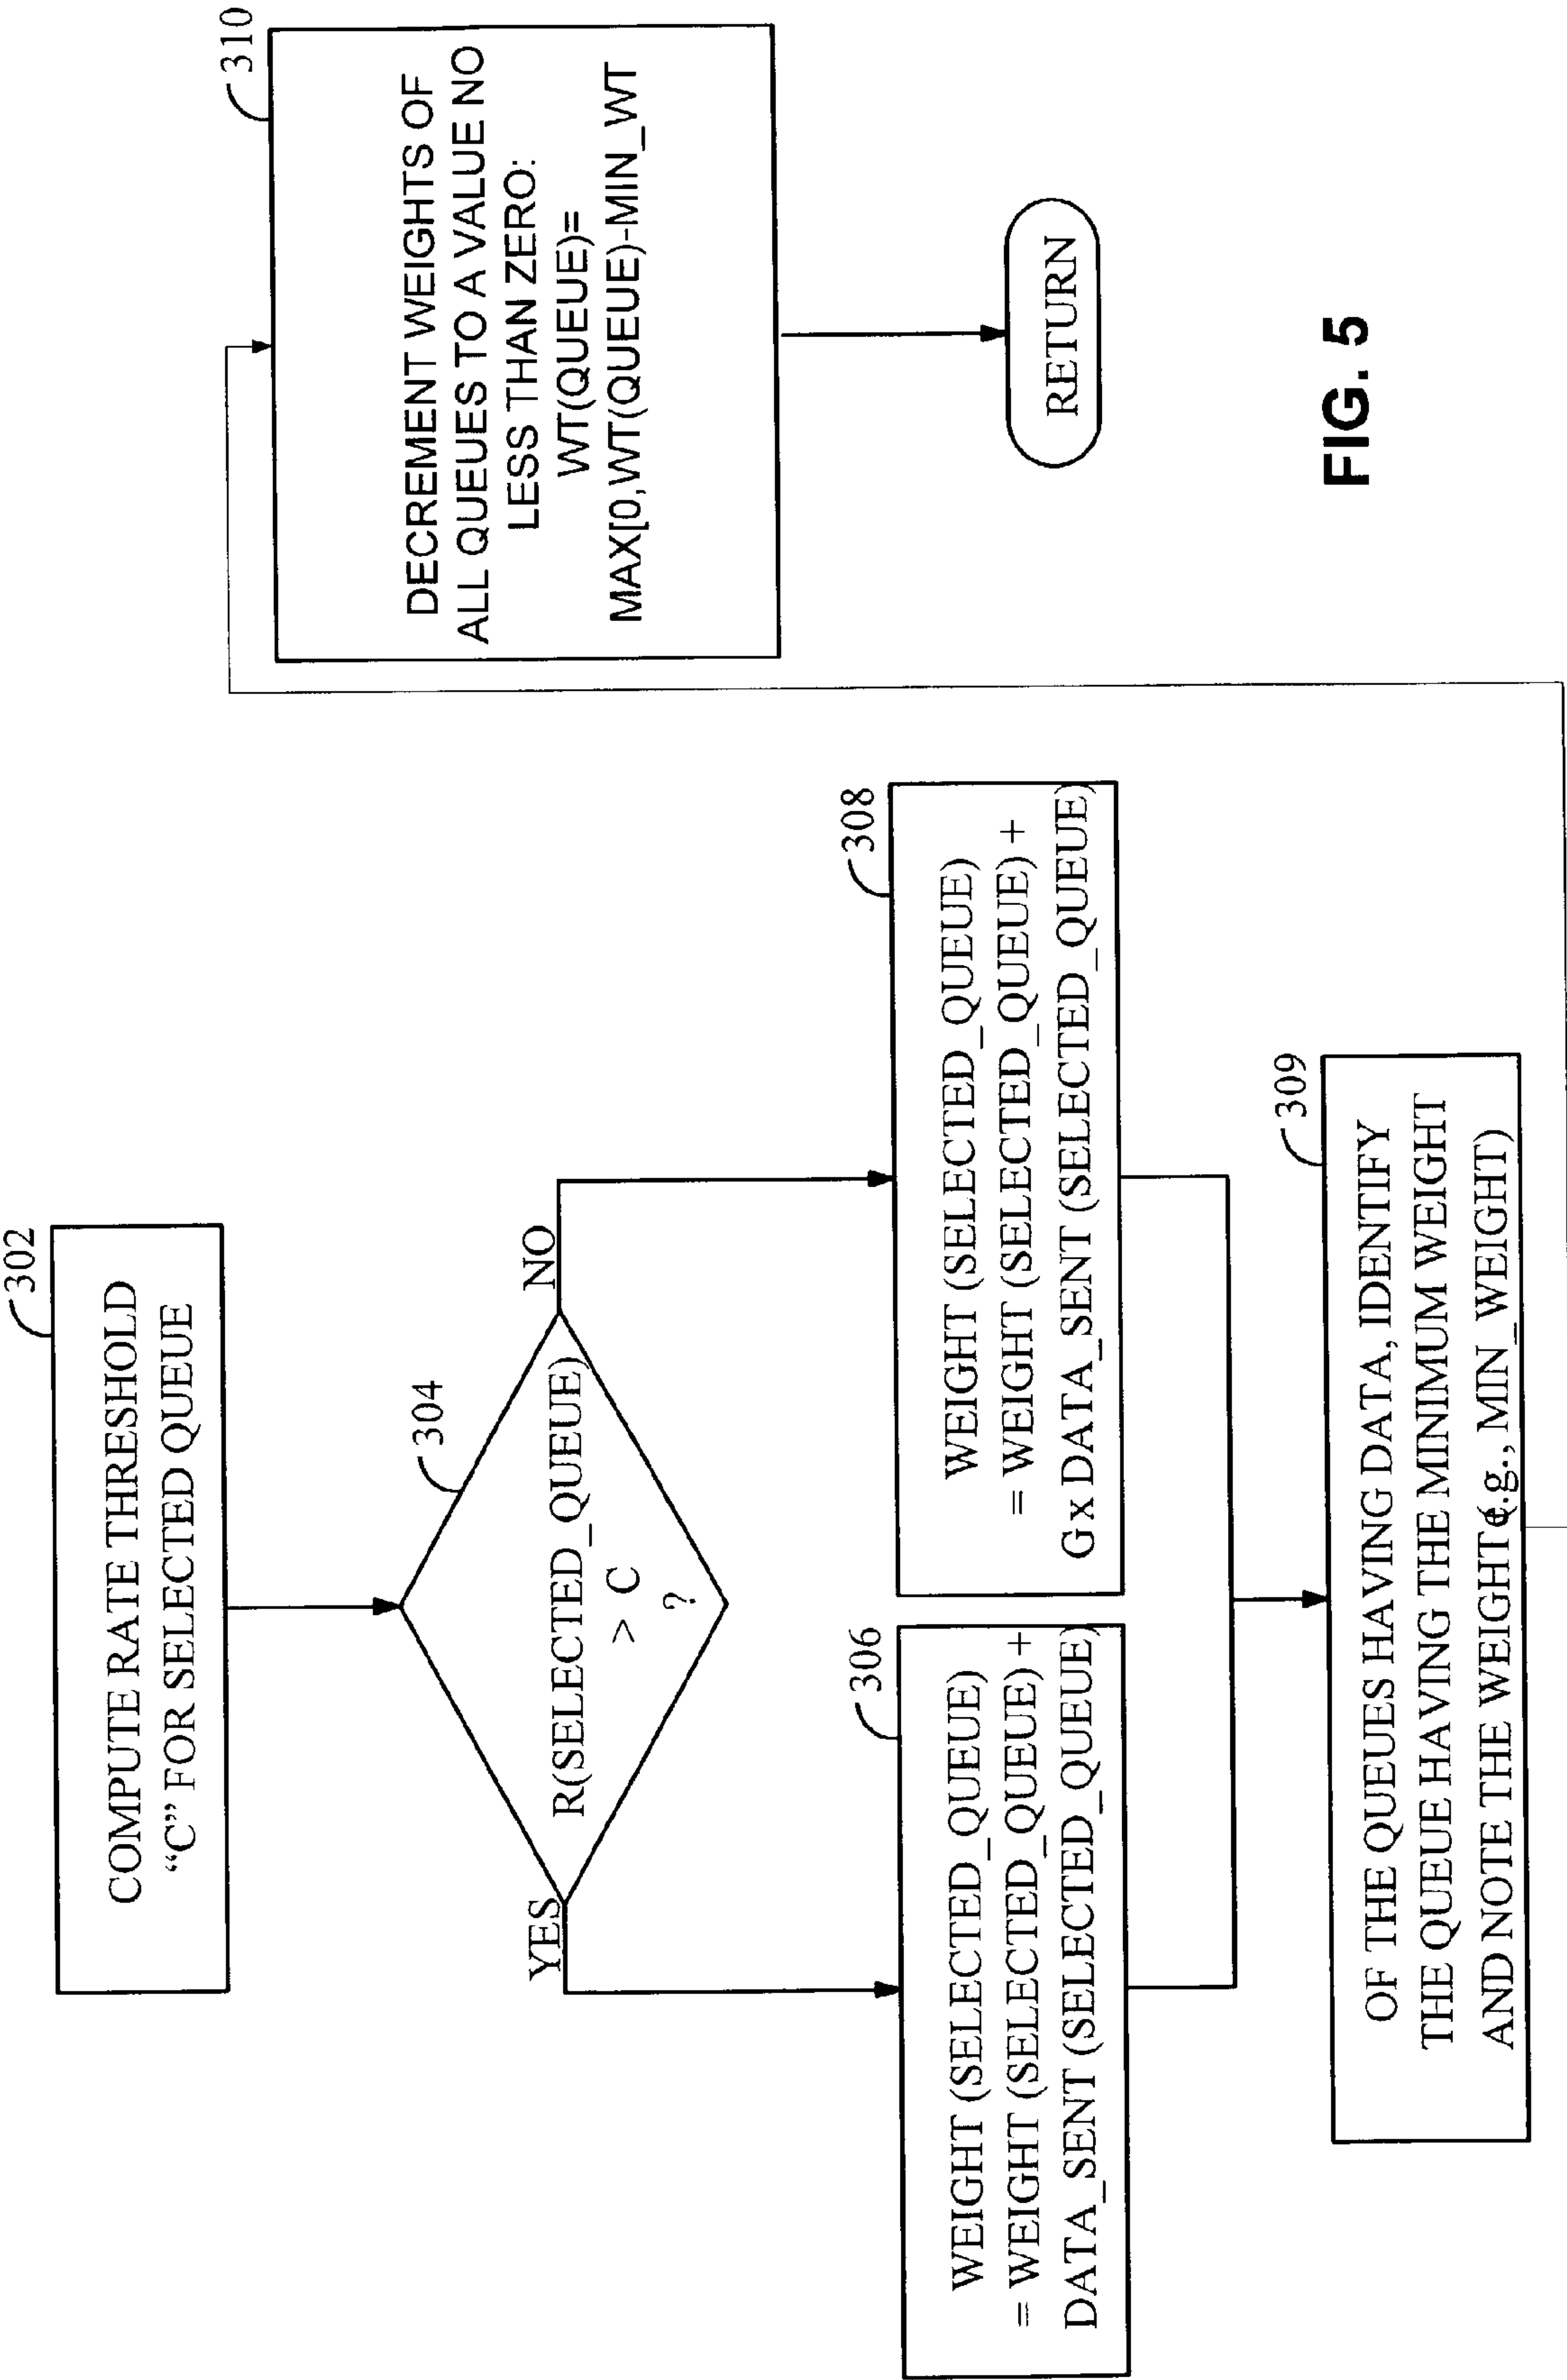 302
COMPUTE RATE THRESHOLD
“C” FOR SELECTED QUEUE
304
R(SELECTED_QUEUE)
> C
?
YES
NO
306
WEIGHT (SELECTED_QUEUE)
= WEIGHT (SELECTED_QUEUE) +
DATA_SENT (SELECTED_QUEUE)
308
WEIGHT (SELECTED_QUEUE)
= WEIGHT (SELECTED_QUEUE) +
G x DATA_SENT (SELECTED_QUEUE)
309
OF THE QUEUES HAVING DATA, IDENTIFY
THE QUEUE HAVING THE MINIMUM WEIGHT
AND NOTE THE WEIGHT (e.g., MIN_WEIGHT)
310
DECREMENT WEIGHTS OF
ALL QUEUES TO A VALUE NO
LESS THAN ZERO:
WT(QUEUE)=
MAX[0,WT(QUEUE)-MIN_WT
RETURN
FIG. 5